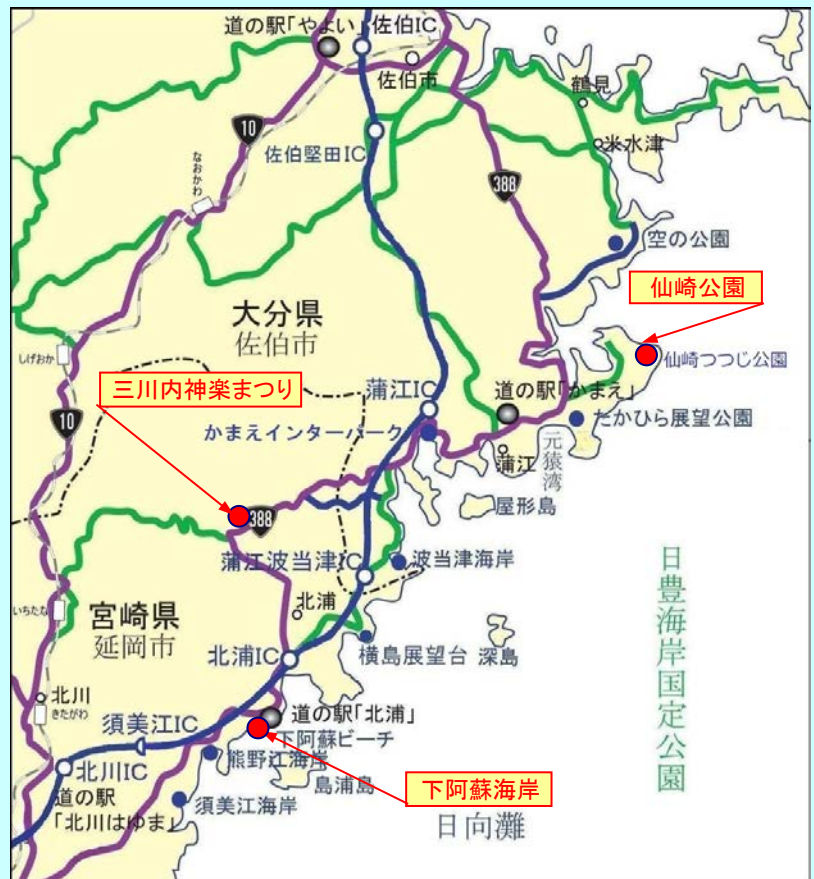 道の駅「やよい」
佐伯IC
佐伯市
鶴見
10
佐伯堅田IC
米水津
なおかわ
388
空の公園
仙崎公園
大分県
佐伯市
しげおか
仙崎つつじ公園
三川内神楽まつり
蒲江IC
道の駅「かまえ」
10
かまえインターパーク
たかひら展望公園
蒲江
元猿湾
屋形島
388
蒲江波当津IC
波当津海岸
日豊海岸国定公園
いちたな
宮崎県
延岡市
北浦
北浦IC
横島展望台
深島
北川
きたがわ
須美江IC
道の駅「北浦」
下阿蘇ビーチ
熊野江海岸
北川IC
島浦島
下阿蘇海岸
道の駅
「北川はゆま」
須美江海岸
日向灘